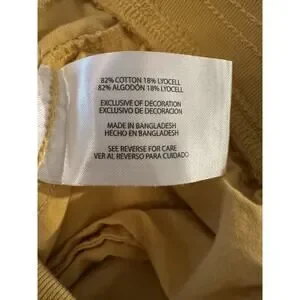 82% COTTON 18% LYOCELL
82% ALGODÓN 18% LYOCELL
EXCLUSIVE OF DECORATION
EXCLUSIVO DE DECORACION
MADE IN BANGLADESH
HECHO EN BANGLADESH
SEE REVERSE FOR CARE
VER AL REVERSO PARA CUIDADO